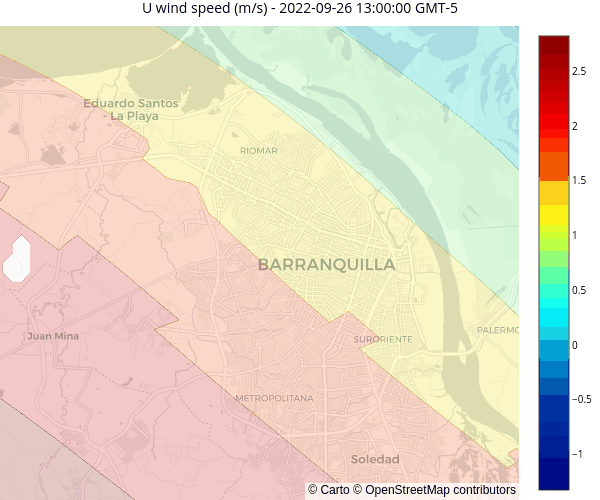 U wind speed (m/s) - 2022-09-26 13:00:00 GMT-5
Eduardo Santos
- La Playa
RIOMAR
BARRANQUILLA
Juan Mina
SURORIENTE
PALERMO
METROPOLITANA
Soledad
© Carto © OpenStreetMap contributors
2.5
2
1.5
1
0.5
0
−0.5
−1